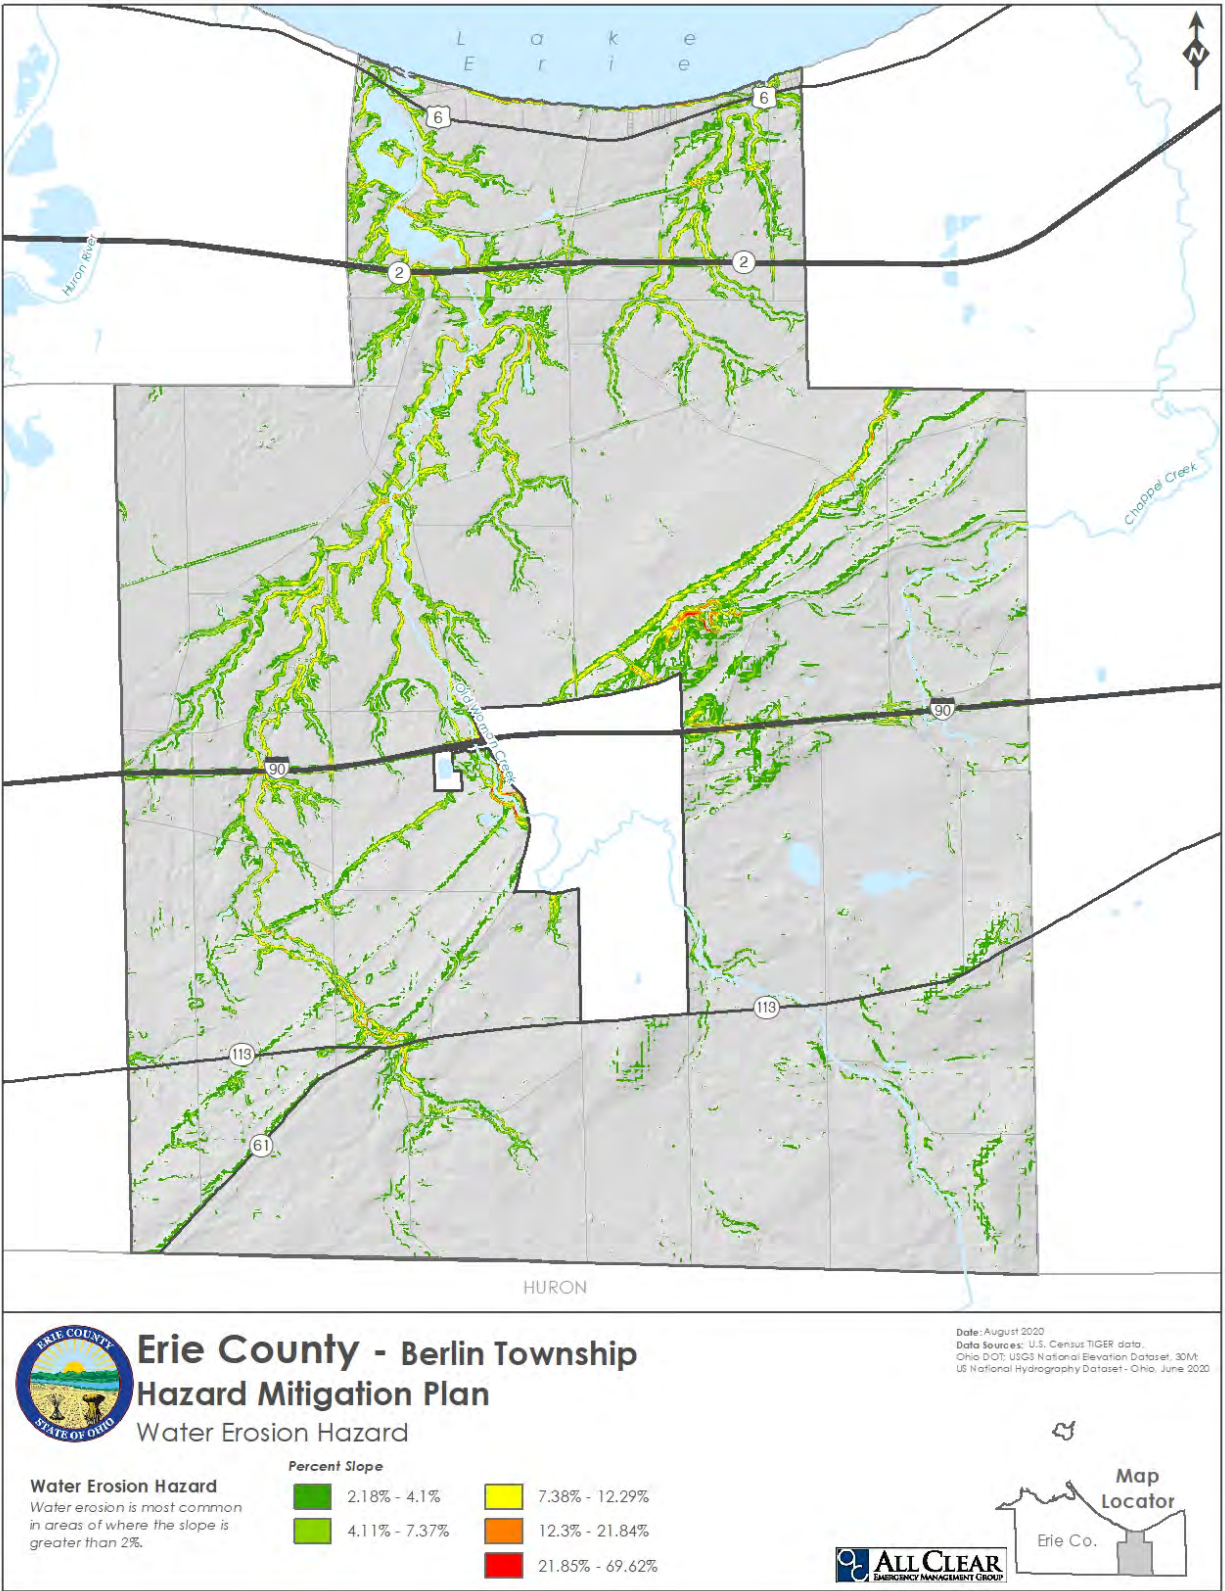 Lake
Erie
N
6
6
Huron River
2
2
Chappel Creek
Old Woman Creek
90
90
113
113
61
HURON
ERIE COUNTY
STATE OF OHIO
Erie County - Berlin Township
Hazard Mitigation Plan
Water Erosion Hazard
Date: August 2020
Data Sources: U.S. Census TIGER data,
Ohio DOT; USGS National Elevation Dataset, 30M;
US National Hydrography Dataset - Ohio, June 2020
Water Erosion Hazard
Water erosion is most common
in areas of where the slope is
greater than 2%.
Percent Slope
2.18% - 4.1%
4.11% - 7.37%
7.38% - 12.29%
12.3% - 21.84%
21.85% - 69.62%
Map
Locator
Erie Co.
ALL CLEAR
EMERGENCY MANAGEMENT GROUP